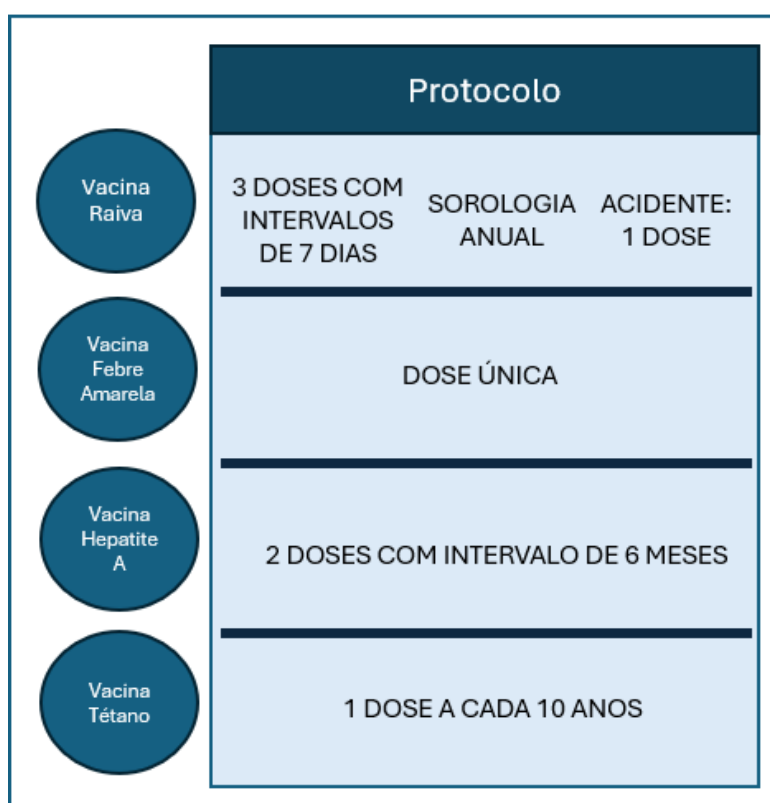 Protocolo
Vacina
Raiva
3 DOSES COM
INTERVALOS
DE 7 DIAS
SOROLOGIA
ANUAL
ACIDENTE:
1 DOSE
Vacina
Febre
Amarela
DOSE ÚNICA
Vacina
Hepatite
A
2 DOSES COM INTERVALO DE 6 MESES
Vacina
Tétano
1 DOSE A CADA 10 ANOS